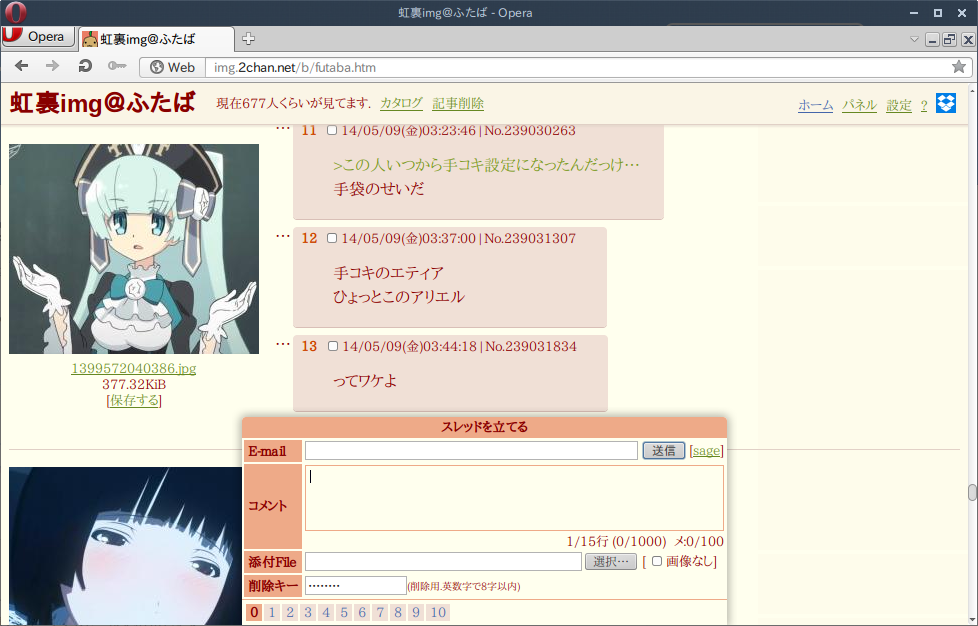 虹裏img@ふたば - Opera
Opera
虹裏img@ふたば
Web
img.2chan.net/b/futaba.htm
虹裏img@ふたば
現在677人くらいが見てます. カタログ 記事削除
ホーム パネル 設定 ?
… 11 14/05/09(金)03:23:46|No.239030263
>この人いつから手コキ設定になったんだっけ…
手袋のせいだ
… 12 14/05/09(金)03:37:00|No.239031307
手コキのエティア
ひょっとこのアリエル
… 13 14/05/09(金)03:44:18|No.239031834
ってワケよ
1399572040386.jpg
377.32KiB
[保存する]
スレッドを立てる
E-mail 送信 [sage]
コメント
1/15行 (0/1000) メ:0/100
添付File 選択… [ 画像なし]
削除キー ········ (削除用.英数字で8字以内)
0 1 2 3 4 5 6 7 8 9 10